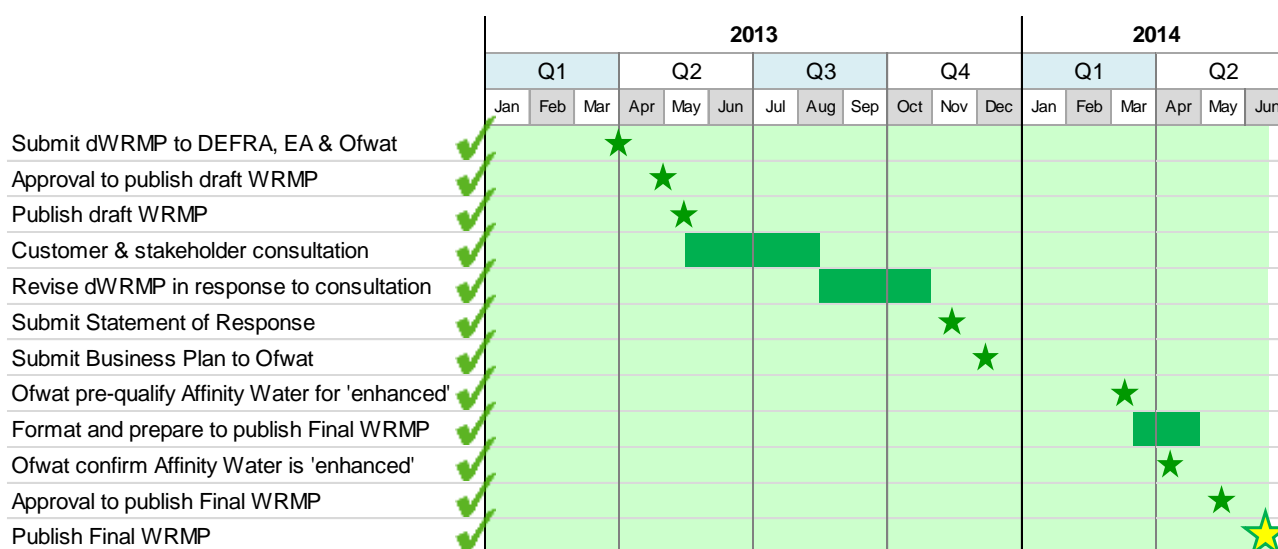 2013 2014
Q1 Q2 Q3 Q4 Q1 Q2
Jan Feb Mar Apr May Jun Jul Aug Sep Oct Nov Dec Jan Feb Mar Apr May Jun
Submit dWRMP to DEFRA, EA & Ofwat
Approval to publish draft WRMP
Publish draft WRMP
Customer & stakeholder consultation
Revise dWRMP in response to consultation
Submit Statement of Response
Submit Business Plan to Ofwat
Ofwat pre-qualify Affinity Water for 'enhanced'
Format and prepare to publish Final WRMP
Ofwat confirm Affinity Water is 'enhanced'
Approval to publish Final WRMP
Publish Final WRMP